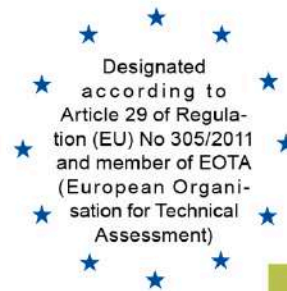 Designated
according to
Article 29 of Regula-
tion (EU) No 305/2011
and member of EOTA
(European Organi-
sation for Technical
Assessment)